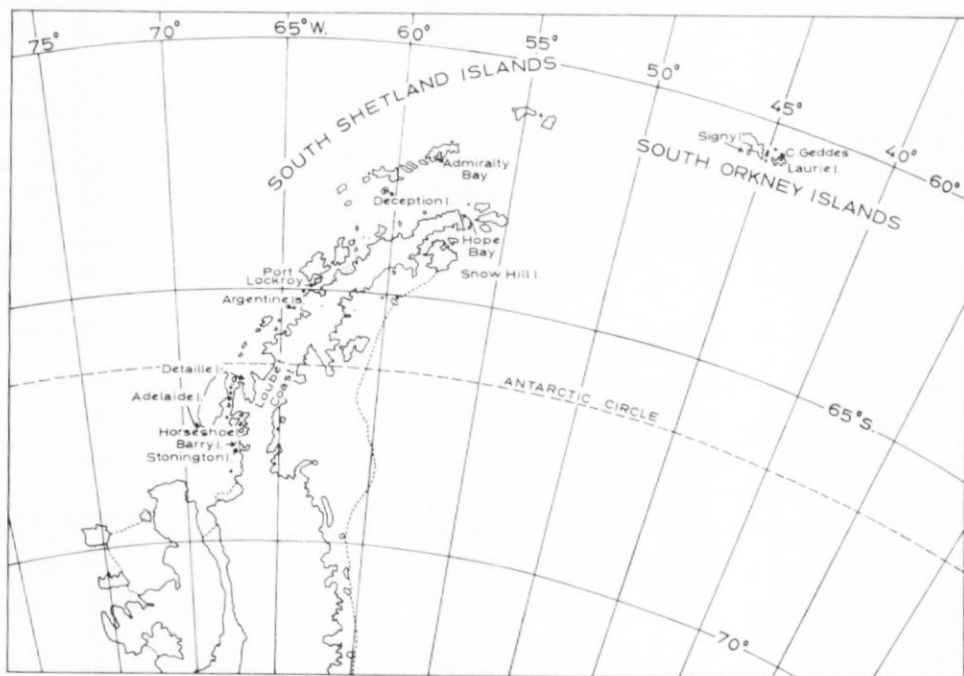 75°
70°
65°W.
60°
55°
50°
45°
40°
60°
SOUTH SHETLAND ISLANDS
Signy I.
C. Geddes
Laurie I.
SOUTH ORKNEY ISLANDS
Admiralty
Bay
Deception I.
Hope
Bay
Snow Hill I.
Port
Lockroy
Argentine Is.
Detaille I.
Loubet
Coast
Adelaide I.
ANTARCTIC CIRCLE
65°S.
Horseshoe I.
Barry I.
Stonington I.
70°